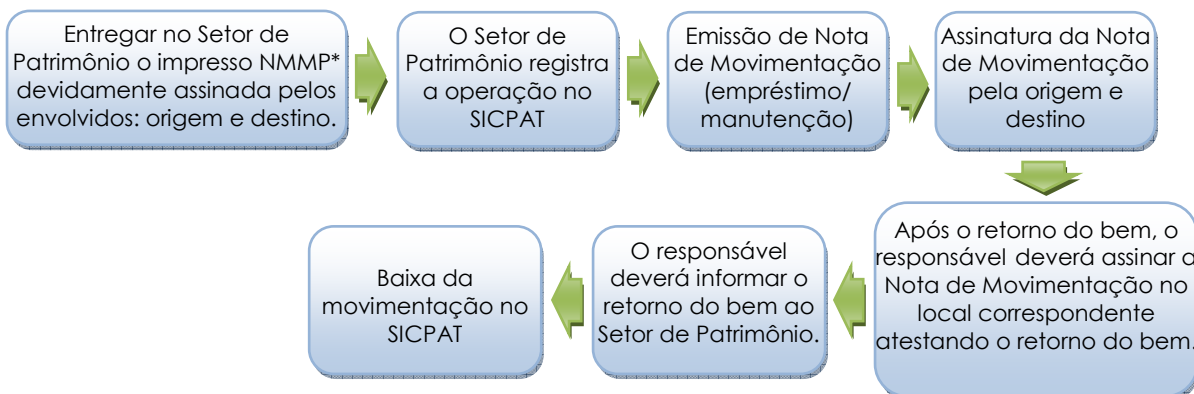 Entregar no Setor de
Patrimônio o impresso NMMP*
devidamente assinada pelos
envolvidos: origem e destino.
O Setor de
Patrimônio registra
a operação no
SICPAT
Emissão de Nota
de Movimentação
(empréstimo/
manutenção)
Assinatura da Nota
de Movimentação
pela origem e
destino
Após o retorno do bem, o
responsável deverá assinar a
Nota de Movimentação no
local correspondente
atestando o retorno do bem.
O responsável
deverá informar o
retorno do bem ao
Setor de Patrimônio.
Baixa da
movimentação no
SICPAT